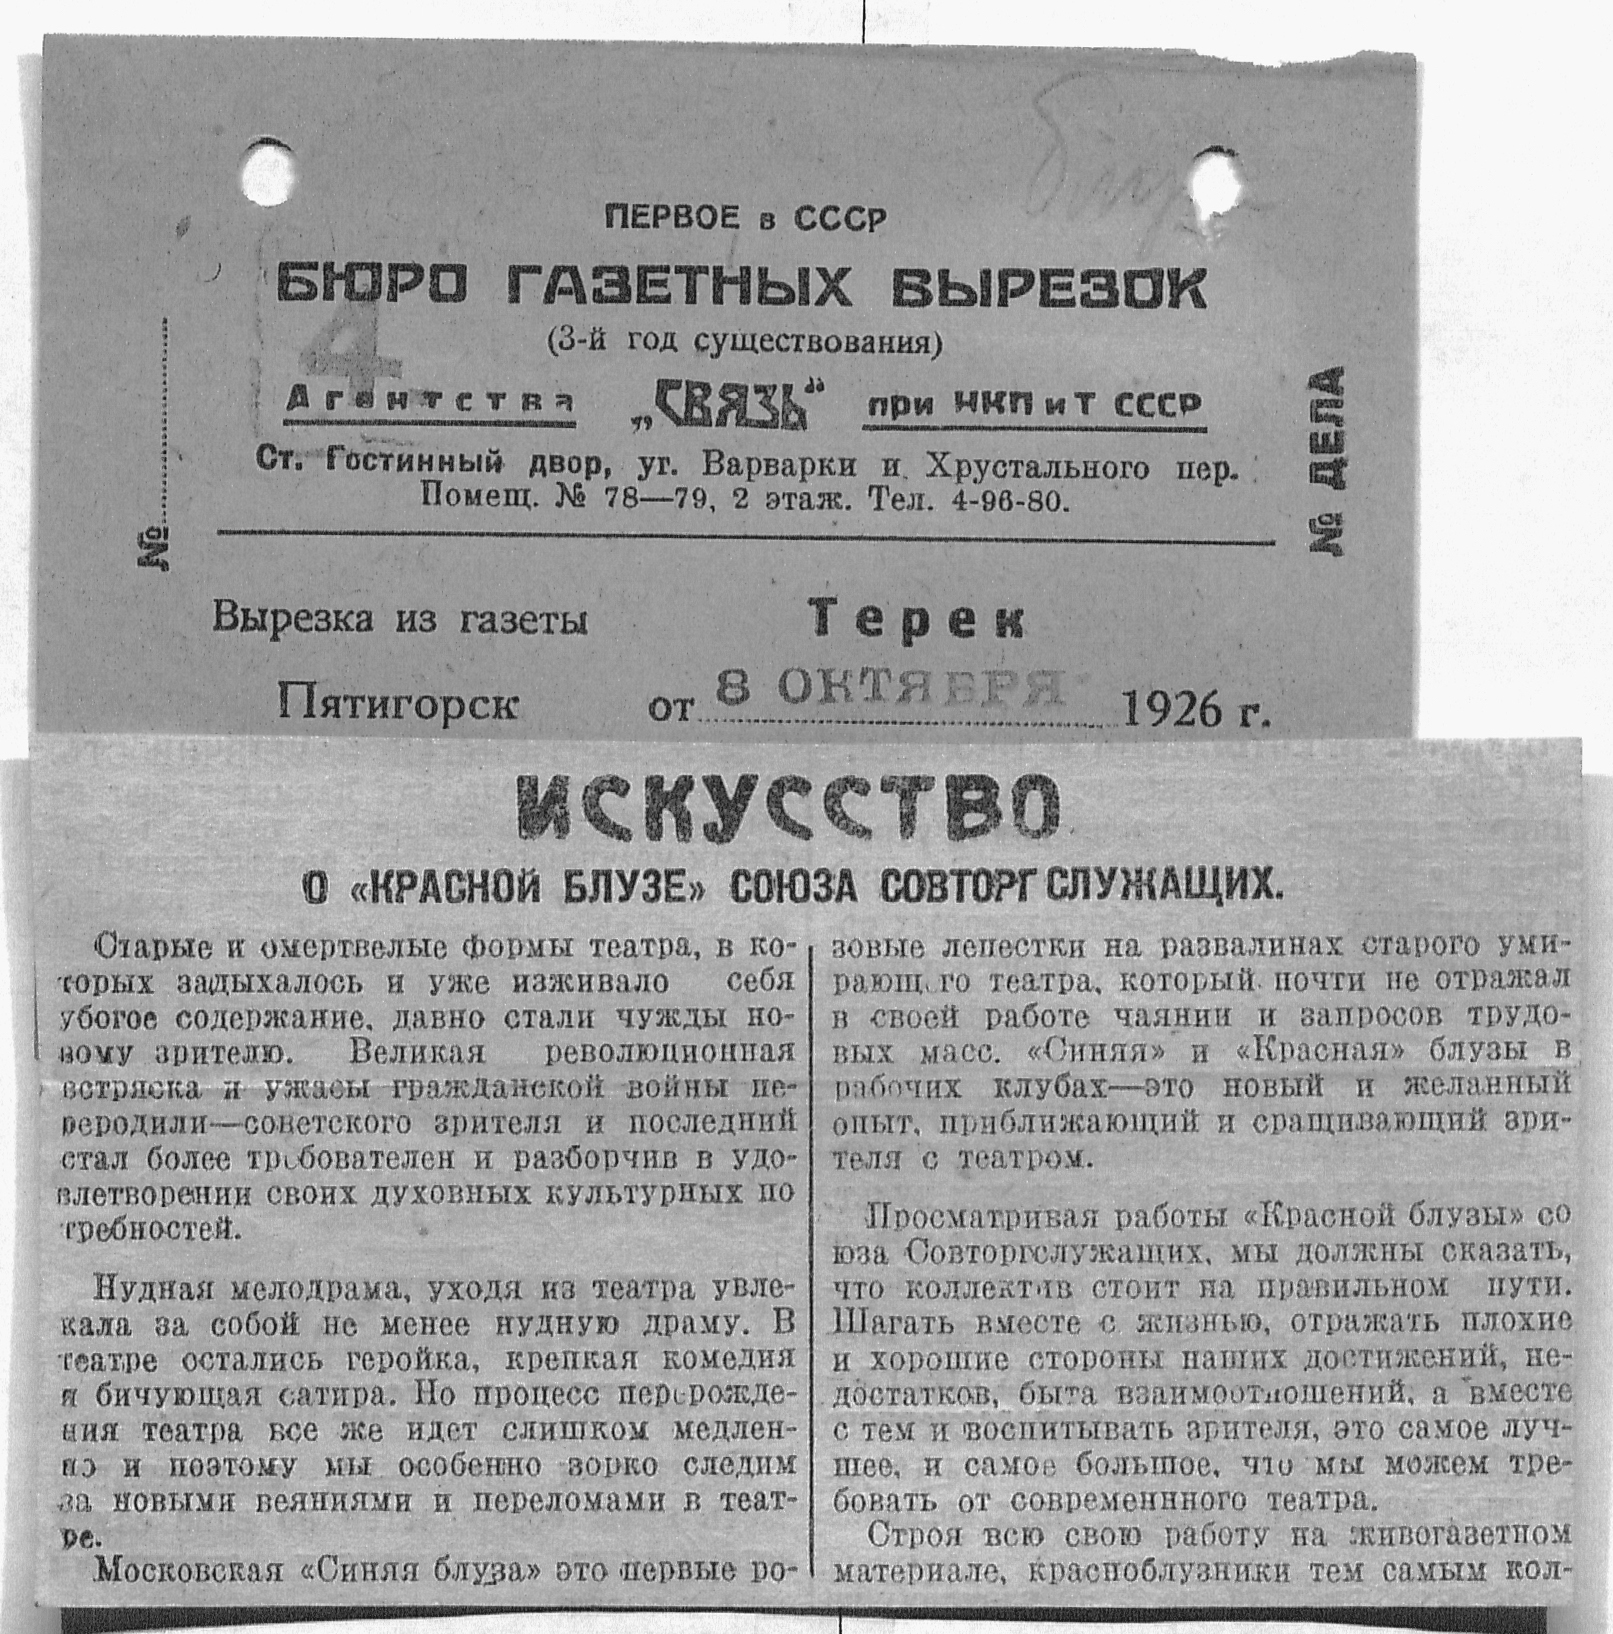 ПЕРВОЕ в СССР
БЮРО ГАЗЕТНЫХ ВЫРЕЗОК
(3-й год существования)
4
Агентства „СВЯЗЬ“ при НКП и Т СССР
Ст. Гостинный двор, уг. Варварки и Хрустального пер.
Помещ. № 78—79, 2 этаж. Тел. 4-96-80.
№
№ ДЕЛА
Вырезка из газеты Терек
Пятигорск от 8 ОКТЯБРЯ 1926 г.
ИСКУССТВО
О «КРАСНОЙ БЛУЗЕ» СОЮЗА СОВТОРГСЛУЖАЩИХ.
Старые и омертвелые формы театра, в ко-
торых задыхалось и уже изживало себя
убогое содержание, давно стали чужды но-
вому зрителю. Великая революционная
встряска и ужасы гражданской войны пе-
реродили—советского зрителя и последний
стал более требователен и разборчив в удо-
влетворении своих духовных культурных по
требностей.
Нудная мелодрама, уходя из театра увле-
кала за собой не менее нудную драму. В
театре остались геройка, крепкая комедия
и бичующая сатира. Но процесс перерожде-
ния театра все же идет слишком медлен-
но и поэтому мы особенно зорко следим
за новыми веяниями и переломами в теат-
ре.
Московская «Синяя блуза» это первые ро-
зовые лепестки на развалинах старого уми-
рающего театра, который почти не отражал
в своей работе чаянии и запросов трудо-
вых масс. «Синяя» и «Красная» блузы в
рабочих клубах—это новый и желанный
опыт, приближающий и сращивающий зри-
теля с театром.
Просматривая работы «Красной блузы» со
юза Совторгслужащих, мы должны сказать,
что коллектив стоит на правильном пути.
Шагать вместе с жизнью, отражать плохие
и хорошие стороны наших достижений, не-
достатков, быта взаимоотношений, а вместе
с тем и воспитывать зрителя, это самое луч-
шее, и самое большое, что мы можем тре-
бовать от современнного театра.
Строя всю свою работу на живогазетном
материале, красноблузники тем самым кол-